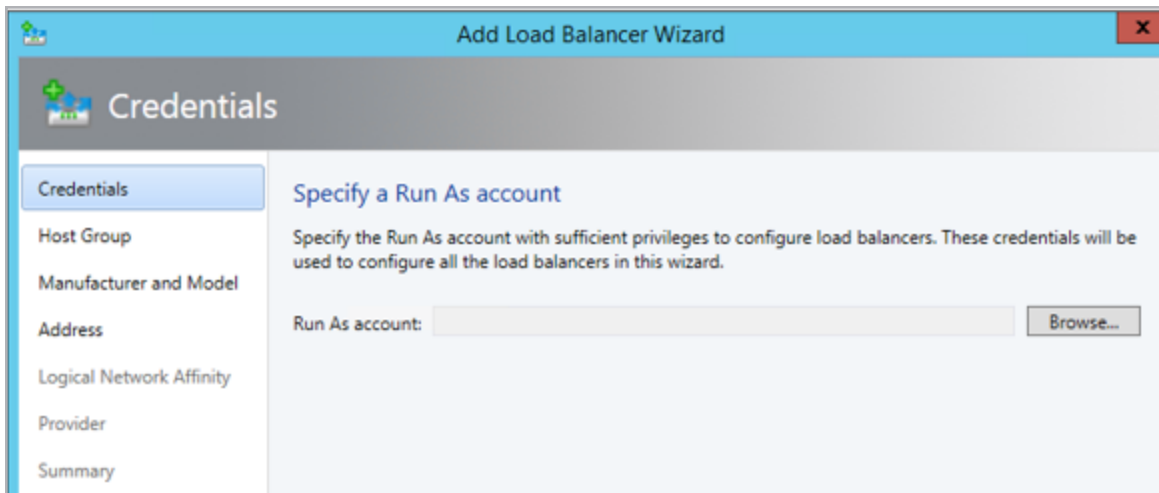 Add Load Balancer Wizard
x
Credentials
Credentials
Host Group
Manufacturer and Model
Address
Logical Network Affinity
Provider
Summary
Specify a Run As account
Specify the Run As account with sufficient privileges to configure load balancers. These credentials will be
used to configure all the load balancers in this wizard.
Run As account:
Browse...